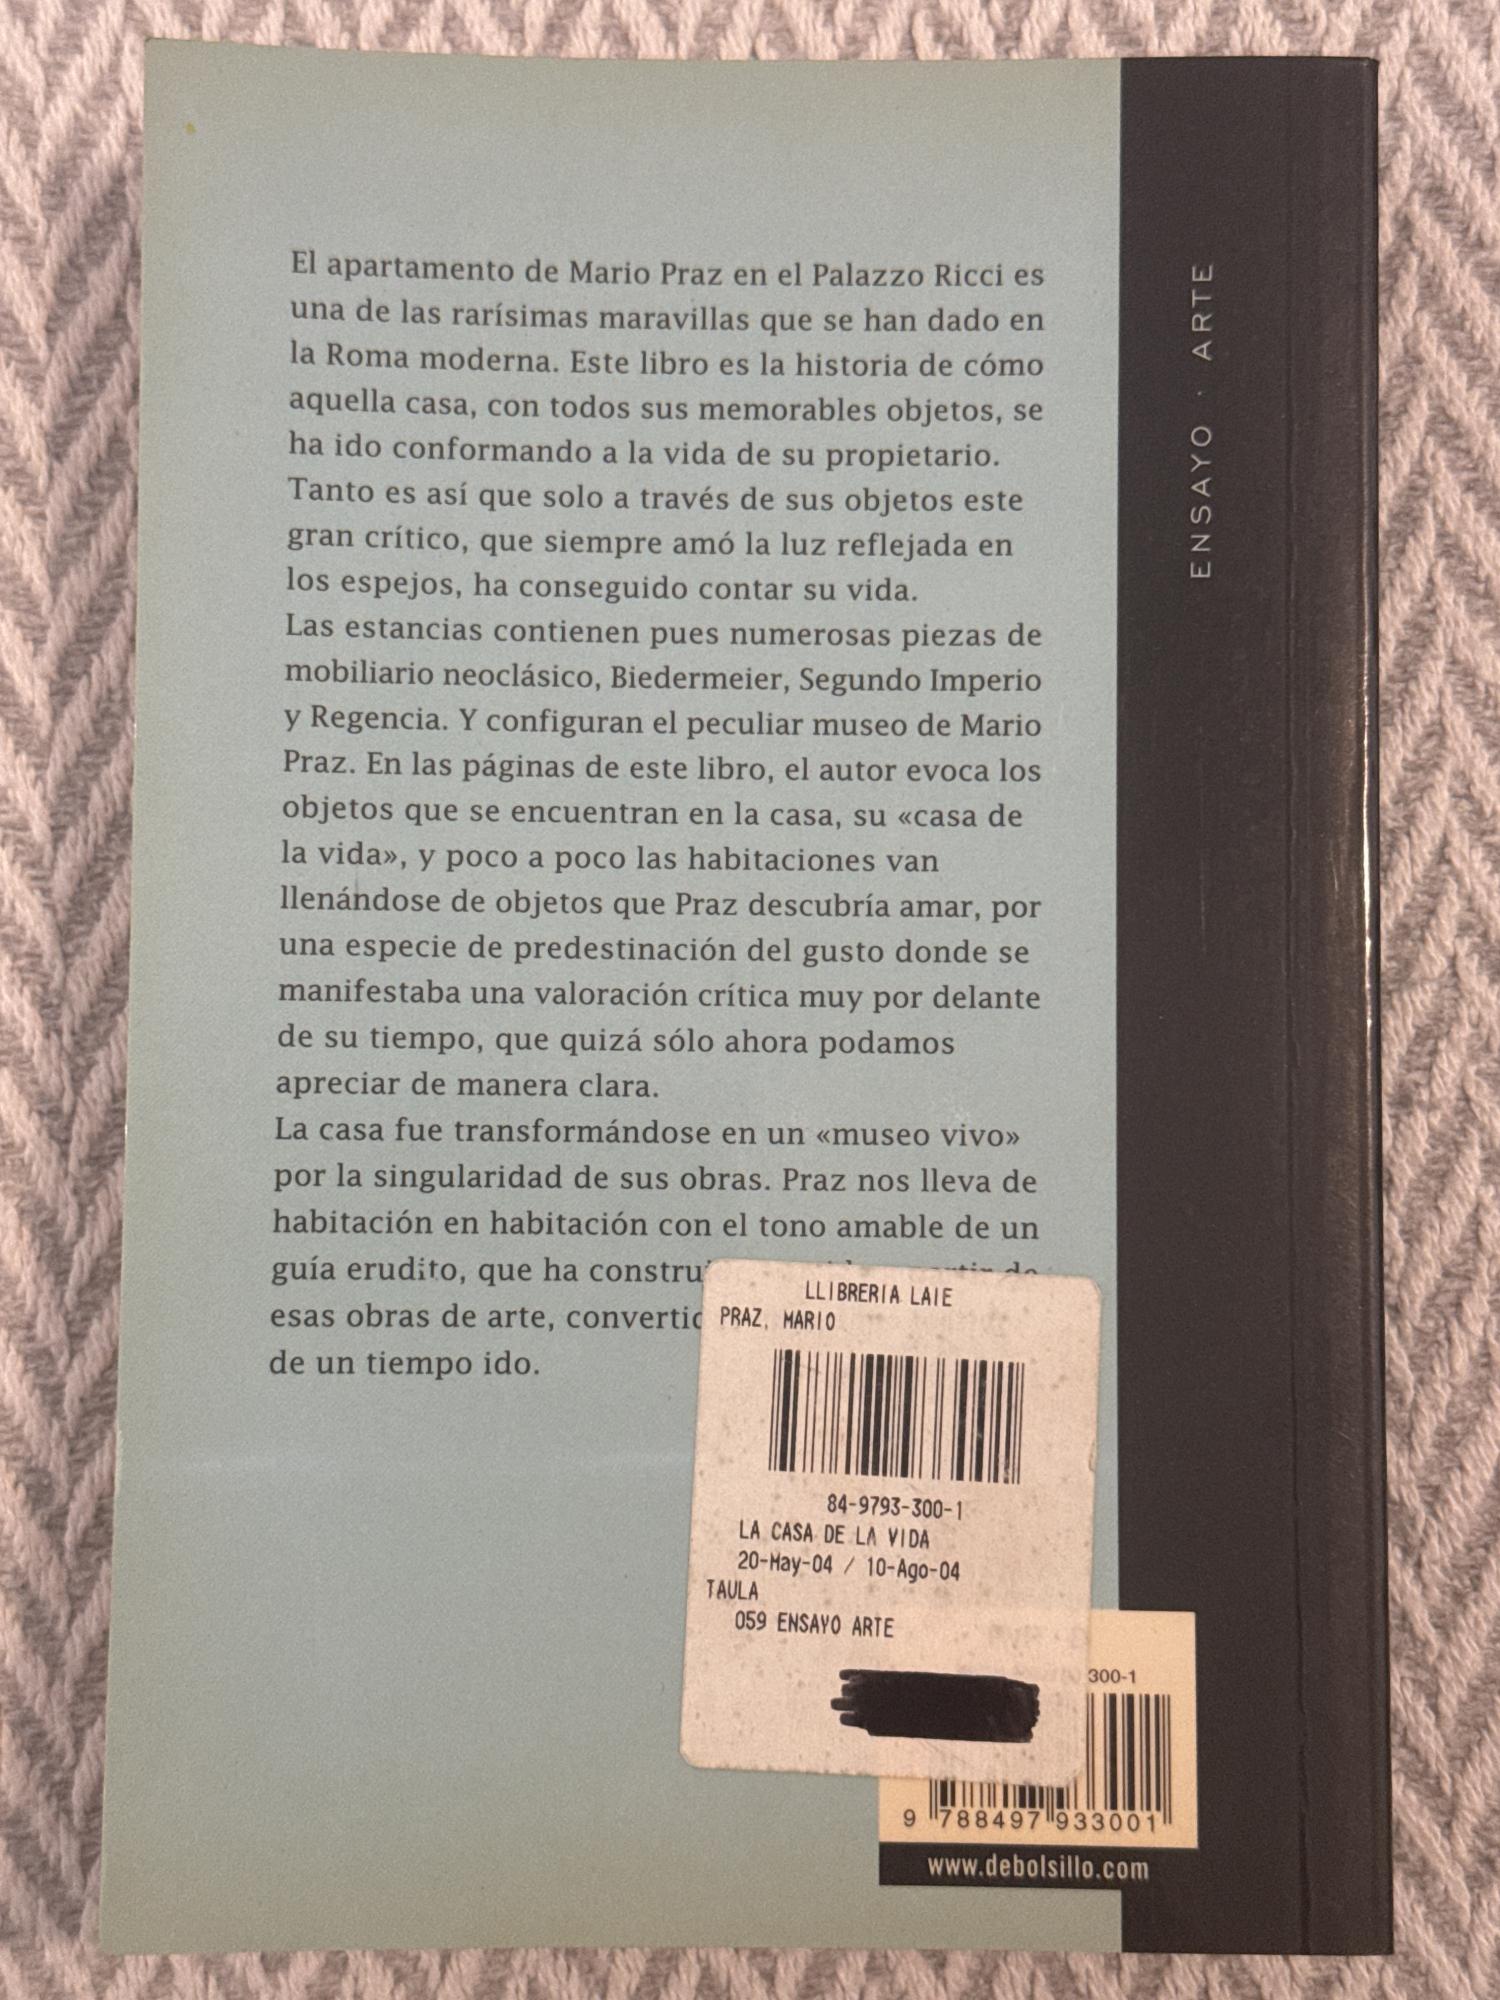 El apartamento de Mario Praz en el Palazzo Ricci es
una de las rarísimas maravillas que se han dado en
la Roma moderna. Este libro es la historia de cómo
aquella casa, con todos sus memorables objetos, se
ha ido conformando a la vida de su propietario.
Tanto es así que solo a través de sus objetos este
gran crítico, que siempre amó la luz reflejada en
los espejos, ha conseguido contar su vida.
Las estancias contienen pues numerosas piezas de
mobiliario neoclásico, Biedermeier, Segundo Imperio
y Regencia. Y configuran el peculiar museo de Mario
Praz. En las páginas de este libro, el autor evoca los
objetos que se encuentran en la casa, su «casa de
la vida», y poco a poco las habitaciones van
llenándose de objetos que Praz descubría amar, por
una especie de predestinación del gusto donde se
manifestaba una valoración crítica muy por delante
de su tiempo, que quizá sólo ahora podamos
apreciar de manera clara.
La casa fue transformándose en un «museo vivo»
por la singularidad de sus obras. Praz nos lleva de
habitación en habitación con el tono amable de un
guía erudito, que ha
esas obras de arte,
de un tiempo ido.
ENSAYO · ARTE
LLIBRERIA LAIE
PRAZ, MARIO
84-9793-300-1
LA CASA DE LA VIDA
20-May-04 / 10-Ago-04
TAULA
059 ENSAYO ARTE
300-1
9 788497 933001
www.debolsillo.com